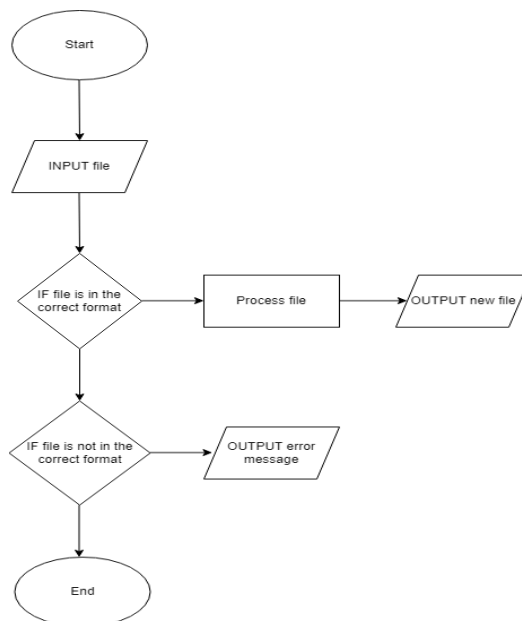 Start
INPUT file
IF file is in the
correct format
Process file
OUTPUT new file
IF file is not in the
correct format
OUTPUT error
message
End